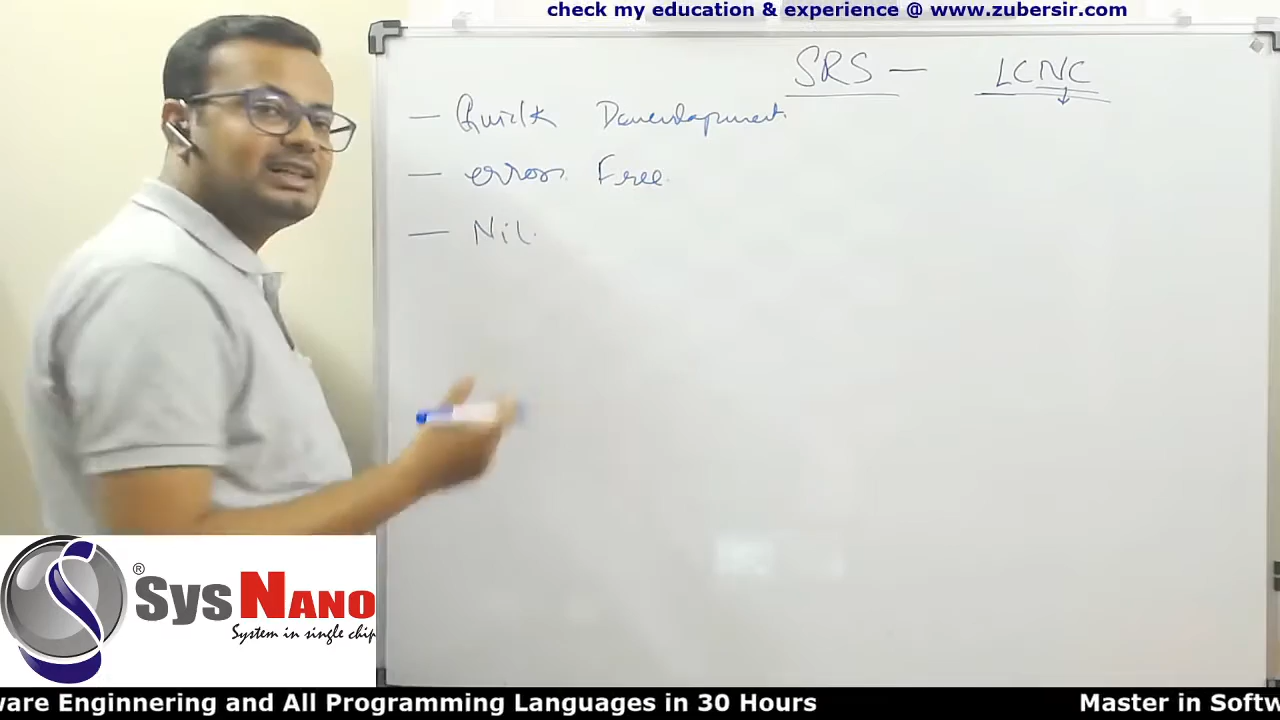 check my education & experience @ www.zubersir.com
SRS — LCNC
— Quick Development
— error Free
— Nil
® Sys Nano
System in single chip
ware Enginnering and All Programming Languages in 30 Hours Master in Softw